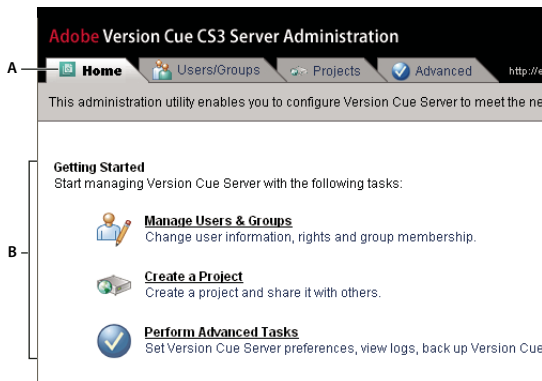 Adobe Version Cue CS3 Server Administration
A
Home Users/Groups Projects Advanced http://e
This administration utility enables you to configure Version Cue Server to meet the ne
Getting Started
Start managing Version Cue Server with the following tasks:
Manage Users & Groups
Change user information, rights and group membership.
B
Create a Project
Create a project and share it with others.
Perform Advanced Tasks
Set Version Cue Server preferences, view logs, back up Version Cue